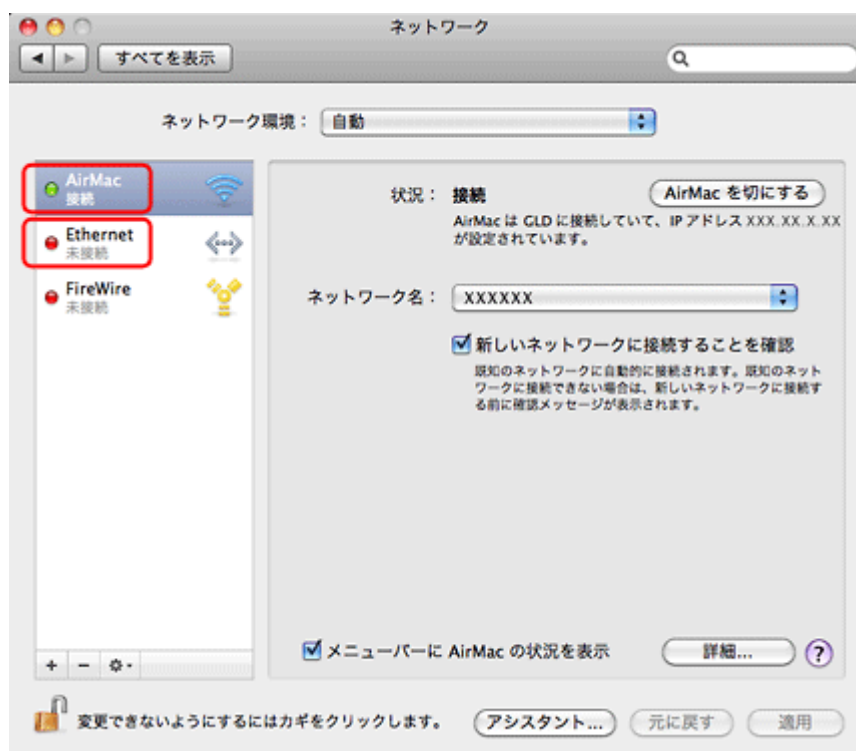 ネットワーク
すべてを表示
ネットワーク環境： 自動
AirMac
接続
Ethernet
未接続
FireWire
未接続
状況： 接続
AirMac を切にする
AirMac は GLD に接続していて、IP アドレス XXX.XX.X.XX
が設定されています。
ネットワーク名： XXXXXX
新しいネットワークに接続することを確認
既知のネットワークに自動的に接続されます。既知のネット
ワークに接続できない場合は、新しいネットワークに接続す
る前に確認メッセージが表示されます。
メニューバーに AirMac の状況を表示
詳細...
?
+ −
変更できないようにするにはカギをクリックします。
アシスタント...
元に戻す
適用